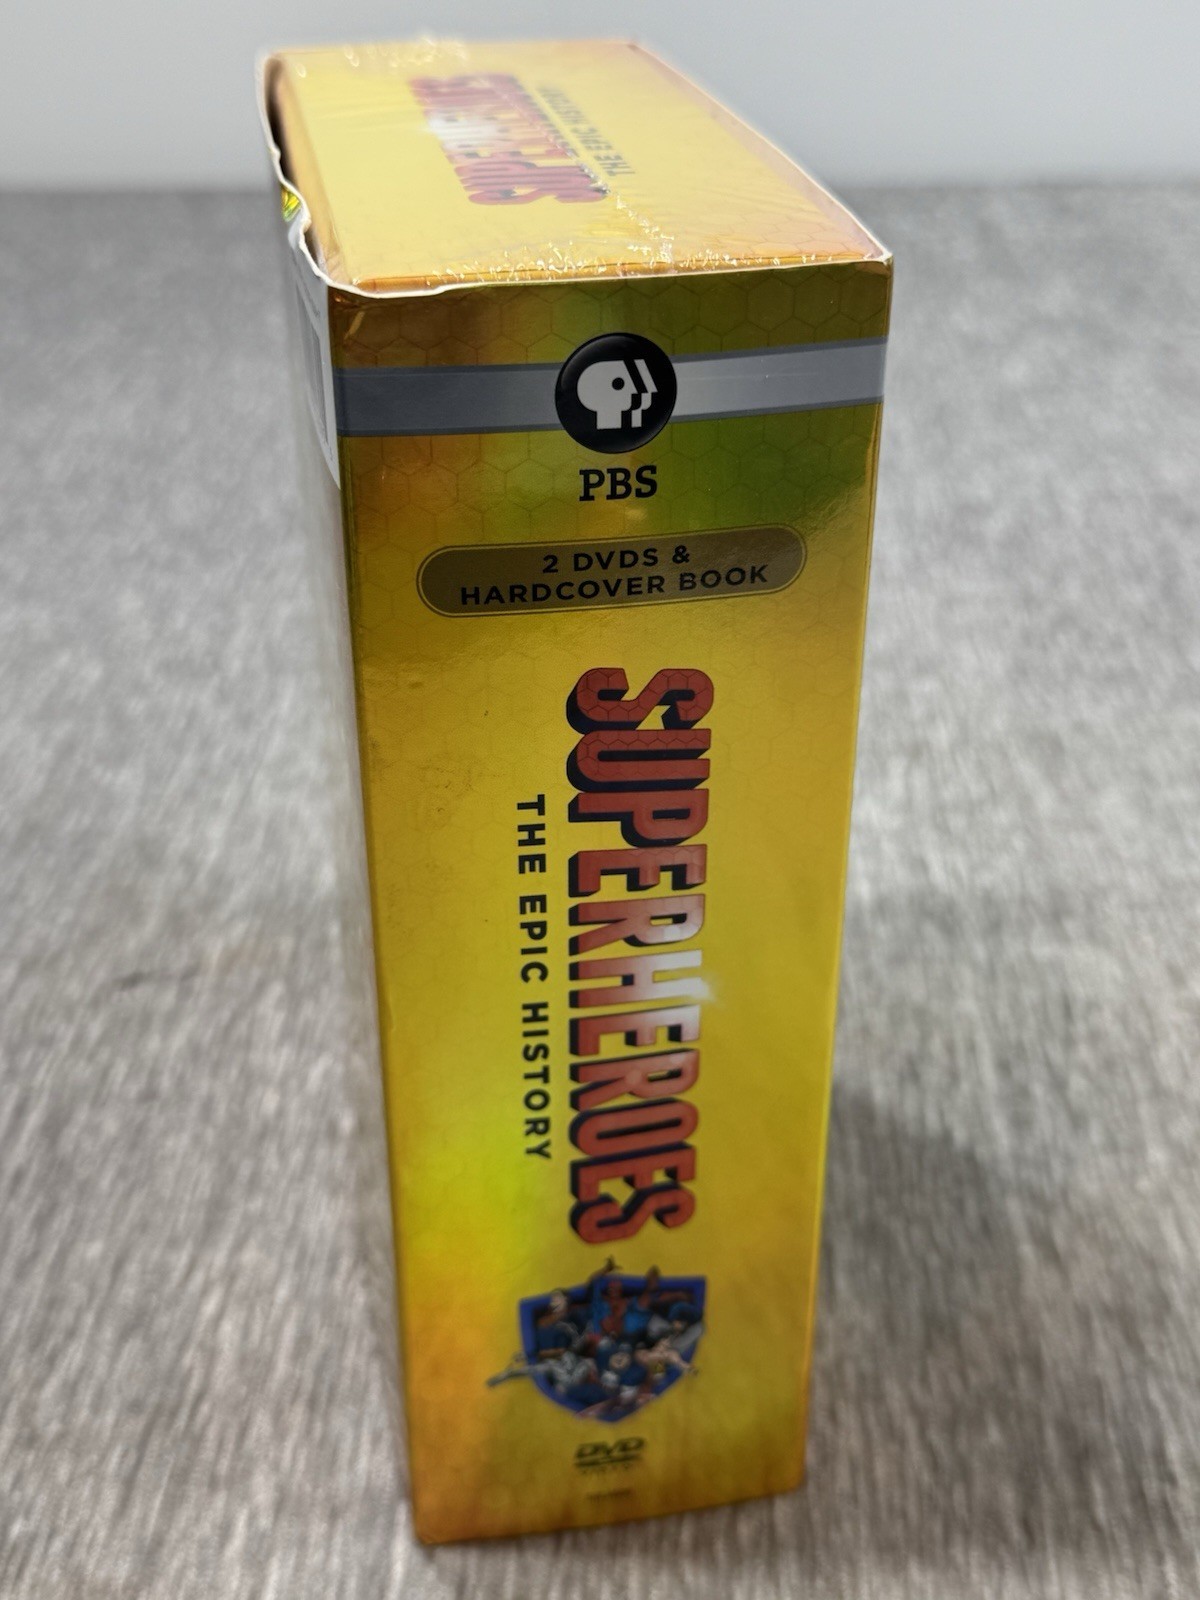 SUPERHEROES
THE EPIC HISTORY
PBS
2 DVDS &
HARDCOVER BOOK
SUPERHEROES
THE EPIC HISTORY
DVD